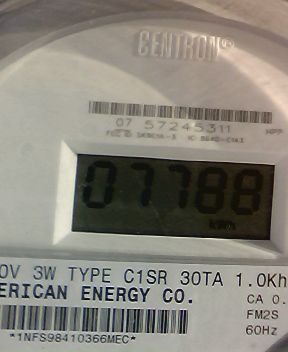 CENTRON®
07 57245311
07788
kwh
0V 3W TYPE C1SR 30TA 1.0Kh
ERICAN ENERGY CO.
CA 0.
FM2S
60Hz
*1NFS98410366MEC*